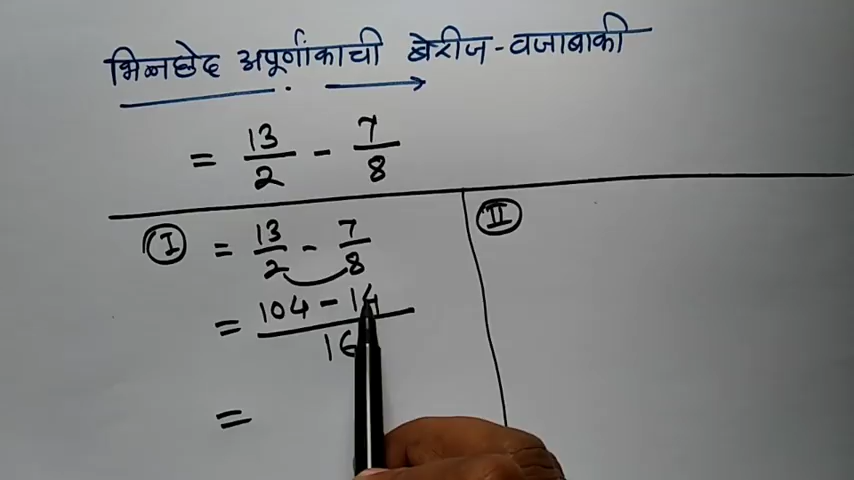 भिन्नछेद अपूर्णांकाची बेरीज-वजाबाकी
= 13/2 - 7/8
I = 13/2 - 7/8
= 104 - 14 / 16
=
II